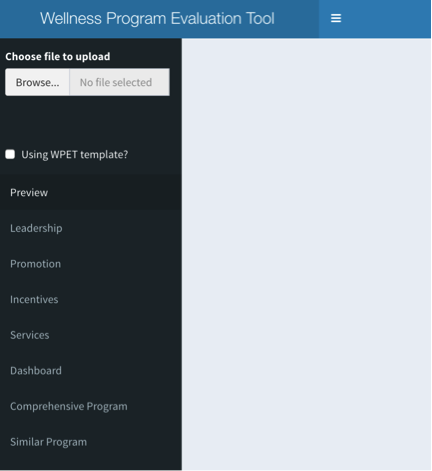 Wellness Program Evaluation Tool
Choose file to upload
Browse... No file selected
Using WPET template?
Preview
Leadership
Promotion
Incentives
Services
Dashboard
Comprehensive Program
Similar Program